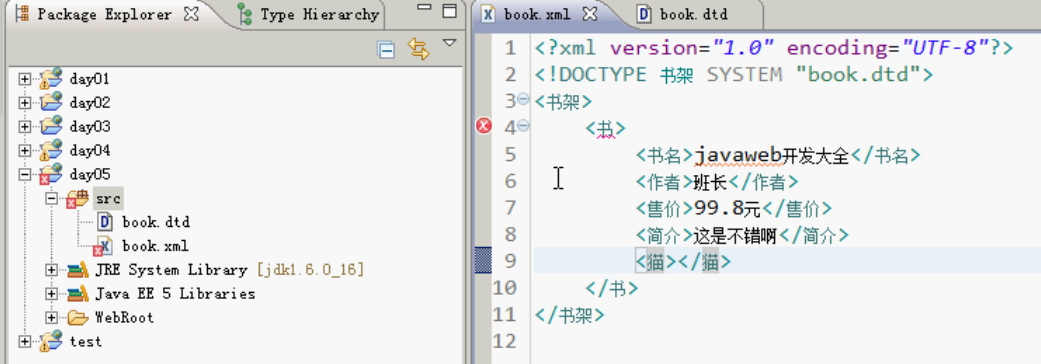 Package Explorer
Type Hierarchy
day01
day02
day03
day04
day05
src
book.dtd
book.xml
JRE System Library [jdk1.6.0_16]
Java EE 5 Libraries
WebRoot
test
book.xml
book.dtd
1 <?xml version="1.0" encoding="UTF-8"?>
2 <!DOCTYPE 书架 SYSTEM "book.dtd">
3 <书架>
4 <书>
5 <书名>javaweb开发大全</书名>
6 <作者>班长</作者>
7 <售价>99.8元</售价>
8 <简介>这是不错啊</简介>
9 <猫></猫>
10 </书>
11 </书架>
12